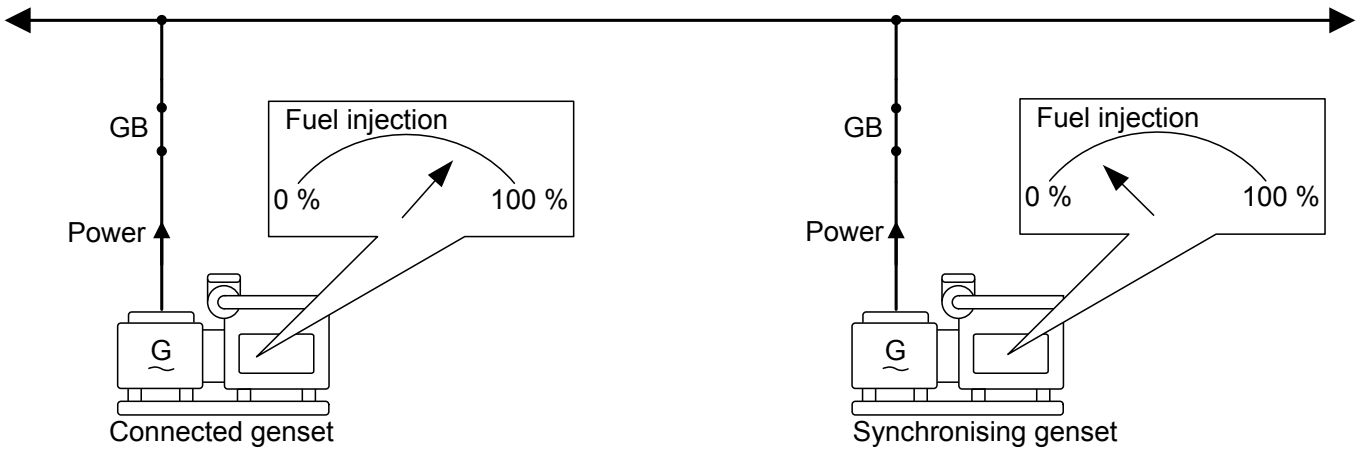 Fuel injection
0 %
100 %
GB
Power
G
Connected genset
Fuel injection
0 %
100 %
GB
Power
G
Synchronising genset